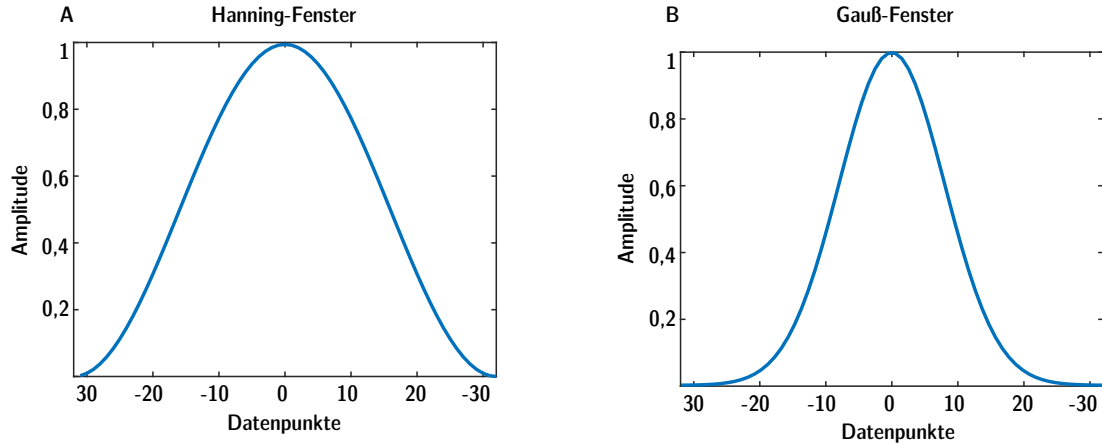 A
Hanning-Fenster
1
0,8
0,6
0,4
0,2
Amplitude
30 -20 -10 0 10 20 -30
Datenpunkte
B
Gauß-Fenster
1
0,8
0,6
0,4
0,2
Amplitude
30 -20 -10 0 10 20 -30
Datenpunkte